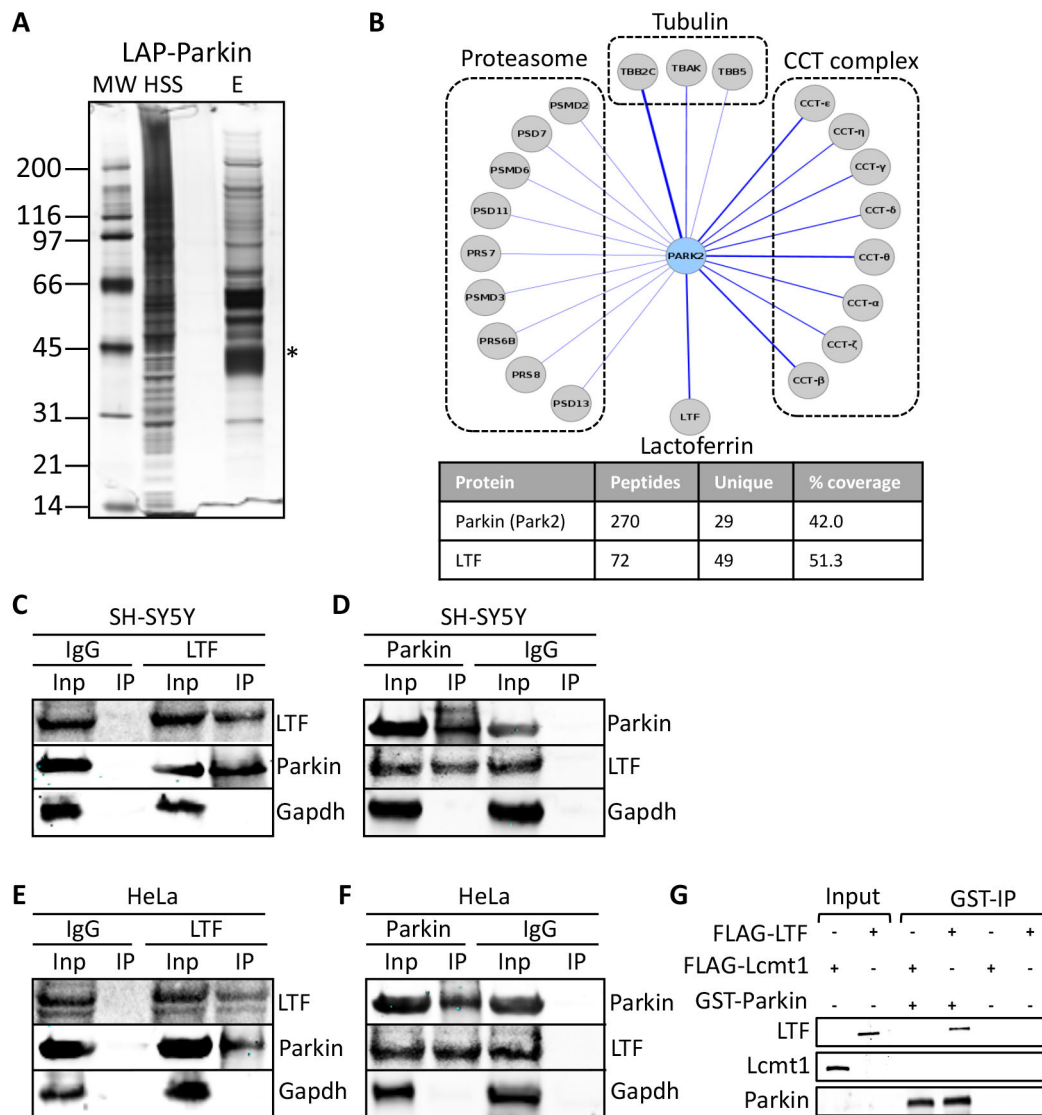 A
LAP-Parkin
MW HSS E
200
116
97
66
45
*
31
21
14
B
Tubulin
Proteasome
CCT complex
TBB2C TBAK TBB5
PSMD2
PSD7
PSMD6
PSD11
PRS7
PSMD3
PRS6B
PRS8
PSD13
PARK2
CCT-ε
CCT-η
CCT-γ
CCT-δ
CCT-θ
CCT-α
CCT-ζ
CCT-β
LTF
Lactoferrin
Protein Peptides Unique % coverage
Parkin (Park2) 270 29 42.0
LTF 72 49 51.3
C
SH-SY5Y
IgG LTF
Inp IP Inp IP
LTF
Parkin
Gapdh
D
SH-SY5Y
Parkin IgG
Inp IP Inp IP
Parkin
LTF
Gapdh
E
HeLa
IgG LTF
Inp IP Inp IP
LTF
Parkin
Gapdh
F
HeLa
Parkin IgG
Inp IP Inp IP
Parkin
LTF
Gapdh
G
Input GST-IP
FLAG-LTF - + - + - +
FLAG-Lcmt1 + - + - + -
GST-Parkin - - + + - -
LTF
Lcmt1
Parkin